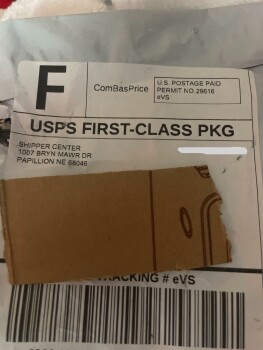 F
ComBasPrice
U.S. POSTAGE PAID
PERMIT NO.29616
eVS
USPS FIRST-CLASS PKG
SHIPPER CENTER
1007 BRYN MAWR DR
PAPILLION NE 68046
TRACKING # eVS